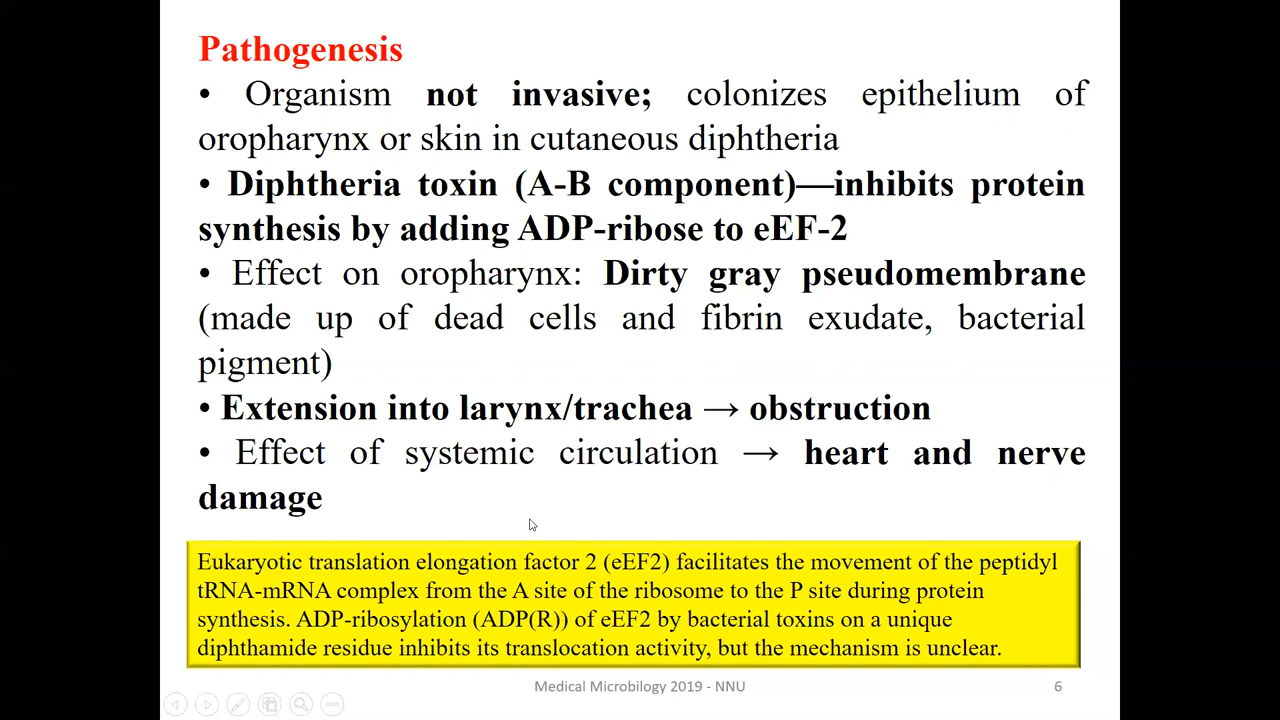 Pathogenesis
• Organism not invasive; colonizes epithelium of
oropharynx or skin in cutaneous diphtheria
• Diphtheria toxin (A-B component)—inhibits protein
synthesis by adding ADP-ribose to eEF-2
• Effect on oropharynx: Dirty gray pseudomembrane
(made up of dead cells and fibrin exudate, bacterial
pigment)
• Extension into larynx/trachea → obstruction
• Effect of systemic circulation → heart and nerve
damage
Eukaryotic translation elongation factor 2 (eEF2) facilitates the movement of the peptidyl
tRNA-mRNA complex from the A site of the ribosome to the P site during protein
synthesis. ADP-ribosylation (ADP(R)) of eEF2 by bacterial toxins on a unique
diphthamide residue inhibits its translocation activity, but the mechanism is unclear.
Medical Microbilogy 2019 - NNU
6